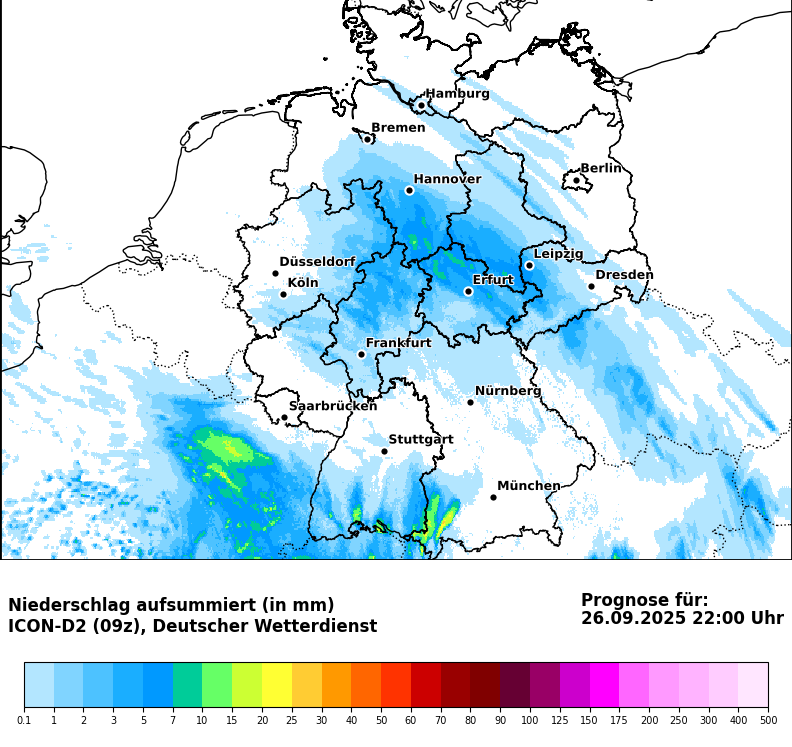 Hamburg
Bremen
Berlin
Hannover
Leipzig
Düsseldorf
Dresden
Köln
Erfurt
Frankfurt
Nürnberg
Saarbrücken
Stuttgart
München
Niederschlag aufsummiert (in mm)
ICON-D2 (09z), Deutscher Wetterdienst
Prognose für:
26.09.2025 22:00 Uhr
0.1 1 2 3 5 7 10 15 20 25 30 40 50 60 70 80 90 100 125 150 175 200 250 300 400 500